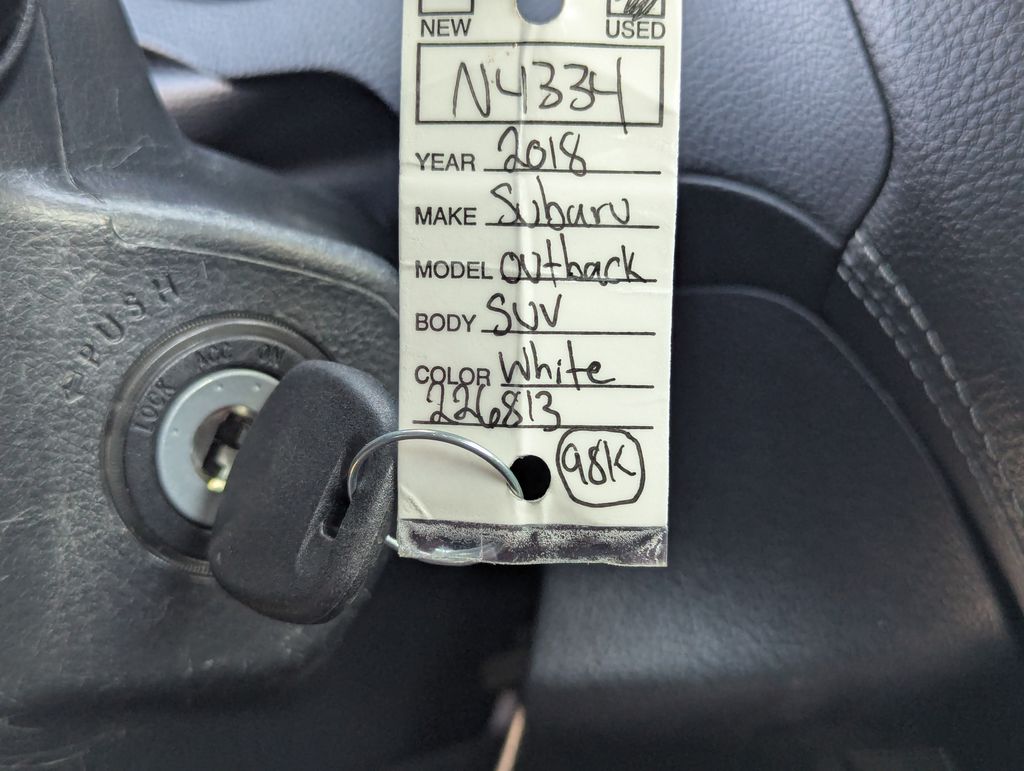 NEW USED
N4334
YEAR 2018
MAKE Subaru
MODEL Outback
BODY SUV
COLOR White
226813
98K
PUSH
LOCK ACC ON